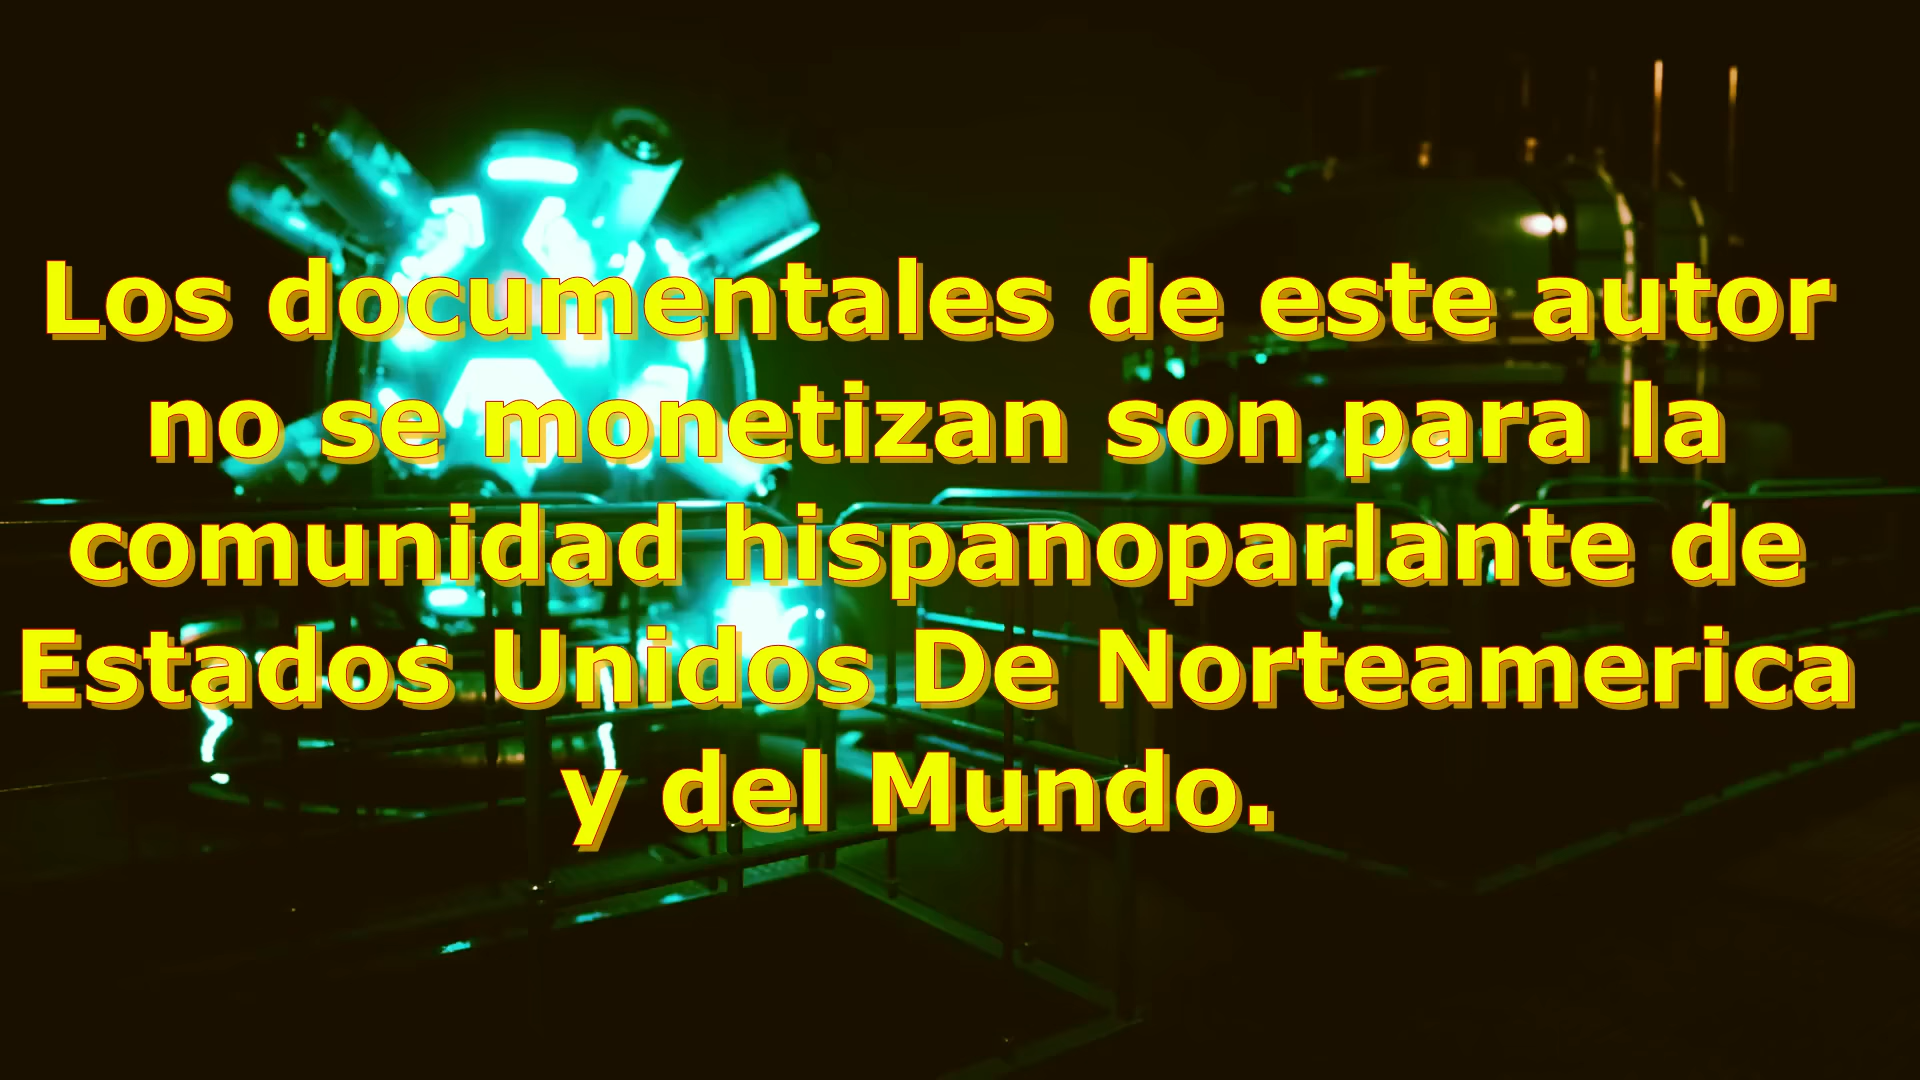 Los documentales de este autor
no se monetizan son para la
comunidad hispanoparlante de
Estados Unidos De Norteamerica
y del Mundo.